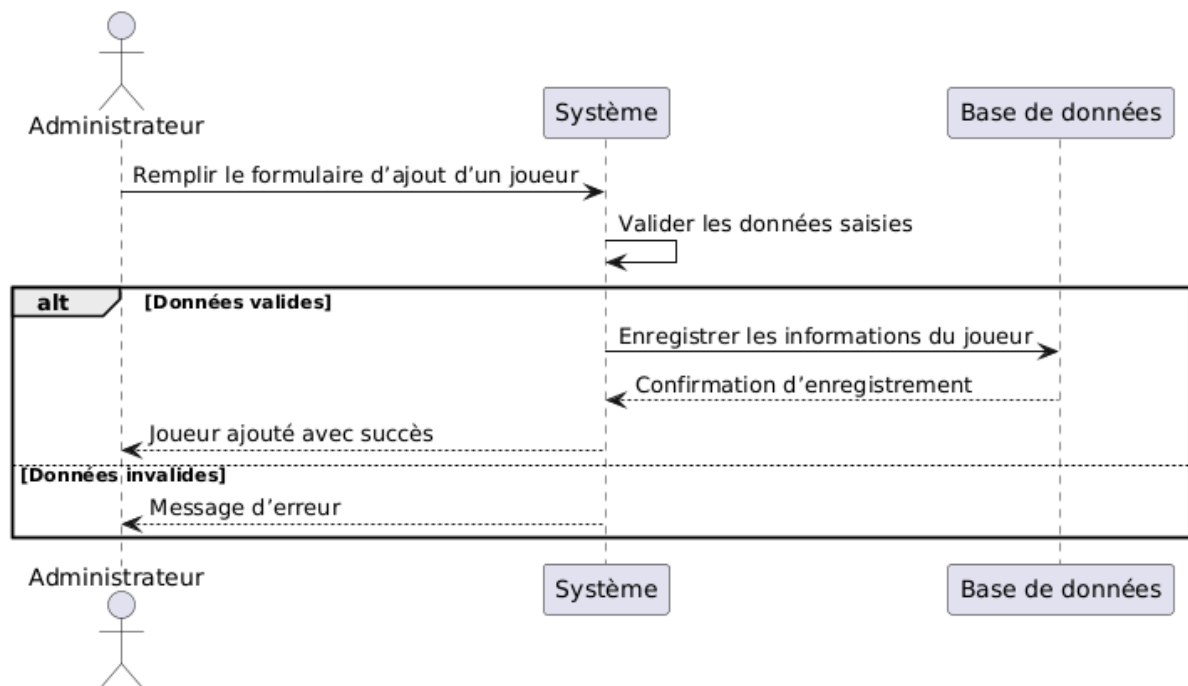 Administrateur
Système
Base de données
Remplir le formulaire d’ajout d’un joueur
Valider les données saisies
alt
[Données valides]
Enregistrer les informations du joueur
Confirmation d’enregistrement
Joueur ajouté avec succès
[Données invalides]
Message d’erreur
Administrateur
Système
Base de données